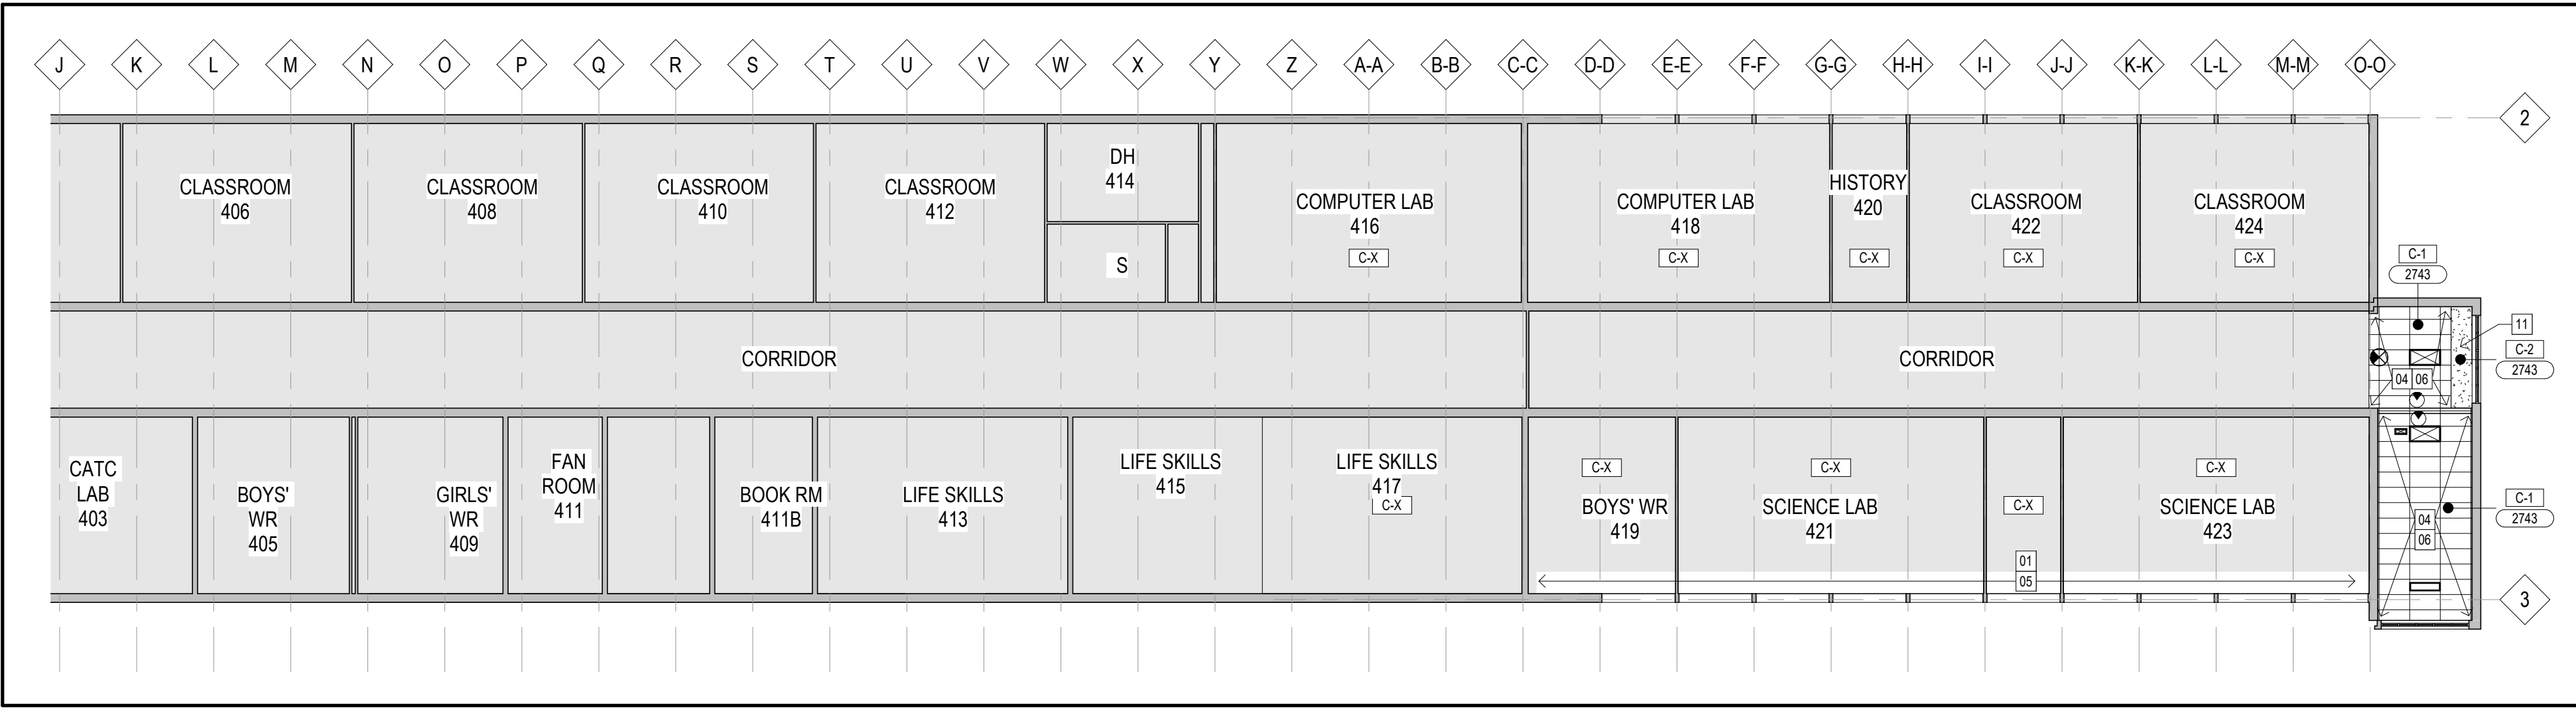 J K L M N O P Q R S T U V W X Y Z A-A B-B C-C D-D E-E F-F G-G H-H I-I J-J K-K L-L M-M O-O
2
CLASSROOM
406
CLASSROOM
408
CLASSROOM
410
CLASSROOM
412
DH
414
S
COMPUTER LAB
416
C-X
COMPUTER LAB
418
C-X
HISTORY
420
C-X
CLASSROOM
422
C-X
CLASSROOM
424
C-X
C-1
2743
11
C-2
2743
04 06
CORRIDOR
CORRIDOR
CATC
LAB
403
BOYS'
WR
405
GIRLS'
WR
409
FAN
ROOM
411
BOOK RM
411B
LIFE SKILLS
413
LIFE SKILLS
415
LIFE SKILLS
417
C-X
C-X
BOYS' WR
419
C-X
SCIENCE LAB
421
C-X
01
05
C-X
SCIENCE LAB
423
04
06
C-1
2743
3